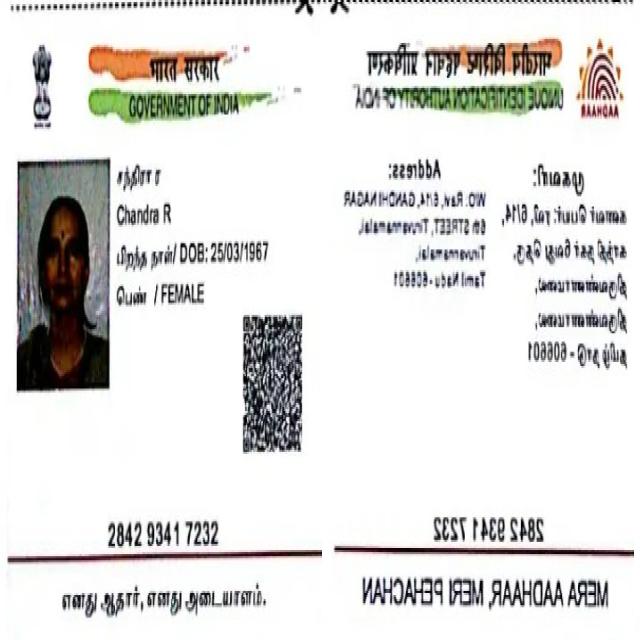 भारत सरकार
GOVERNMENT OF INDIA
சந்திரா ர
Chandra R
பிறந்த நாள்/ DOB: 25/03/1967
பெண் / FEMALE
2842 9341 7232
எனது ஆதார், எனது அடையாளம்.
भारतीय विशिष्ट पहचान प्राधिकरण
UNIQUE IDENTIFICATION AUTHORITY OF INDIA
AADHAAR
முகவரி:
கணவர் பெயர்: ரவி, 6/14,
காந்தி நகர் 6வது தெரு,
திருவண்ணாமலை,
திருவண்ணாமலை,
தமிழ் நாடு - 606601
Address:
W/O. Ravi, 6/14, GANDHI NAGAR
6th STREET, Tiruvannamalai,
Tiruvannamalai,
Tamil Nadu - 606601
2842 9341 7232
MERA AADHAAR, MERI PEHACHAN